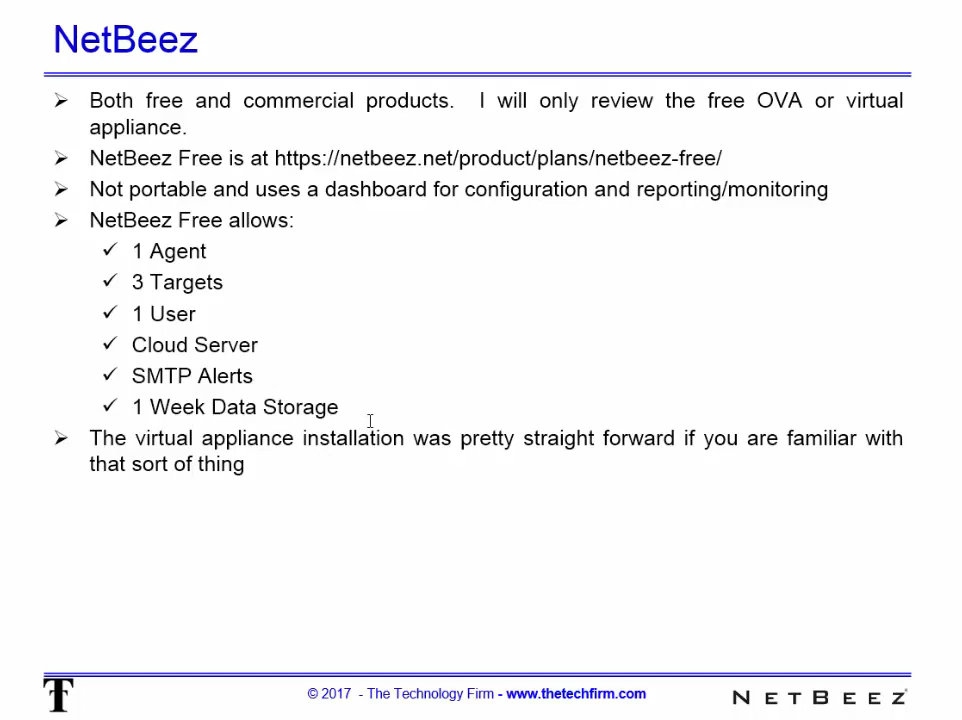 NetBeez
Both free and commercial products. I will only review the free OVA or virtual
appliance.
NetBeez Free is at https://netbeez.net/product/plans/netbeez-free/
Not portable and uses a dashboard for configuration and reporting/monitoring
NetBeez Free allows:
1 Agent
3 Targets
1 User
Cloud Server
SMTP Alerts
1 Week Data Storage
The virtual appliance installation was pretty straight forward if you are familiar with
that sort of thing
T
© 2017 - The Technology Firm - www.thetechfirm.com
NETBEEZ